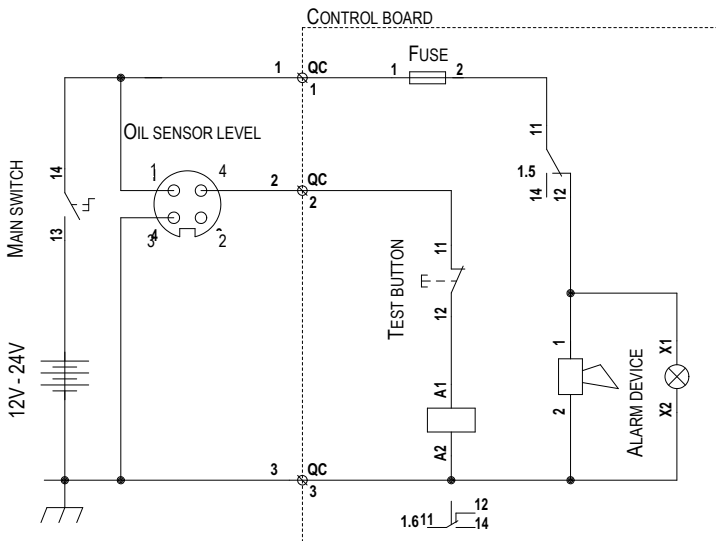 CONTROL BOARD
FUSE
1 QC
1
1 2
OIL SENSOR LEVEL
11
1.5
14 12
14
MAIN SWITCH
13
1 4
3 2
2 QC
2
11
TEST BUTTON
12
12V - 24V
A1
A2
1
2
ALARM DEVICE
X1
X2
3 QC
3
1.6 11 12
14